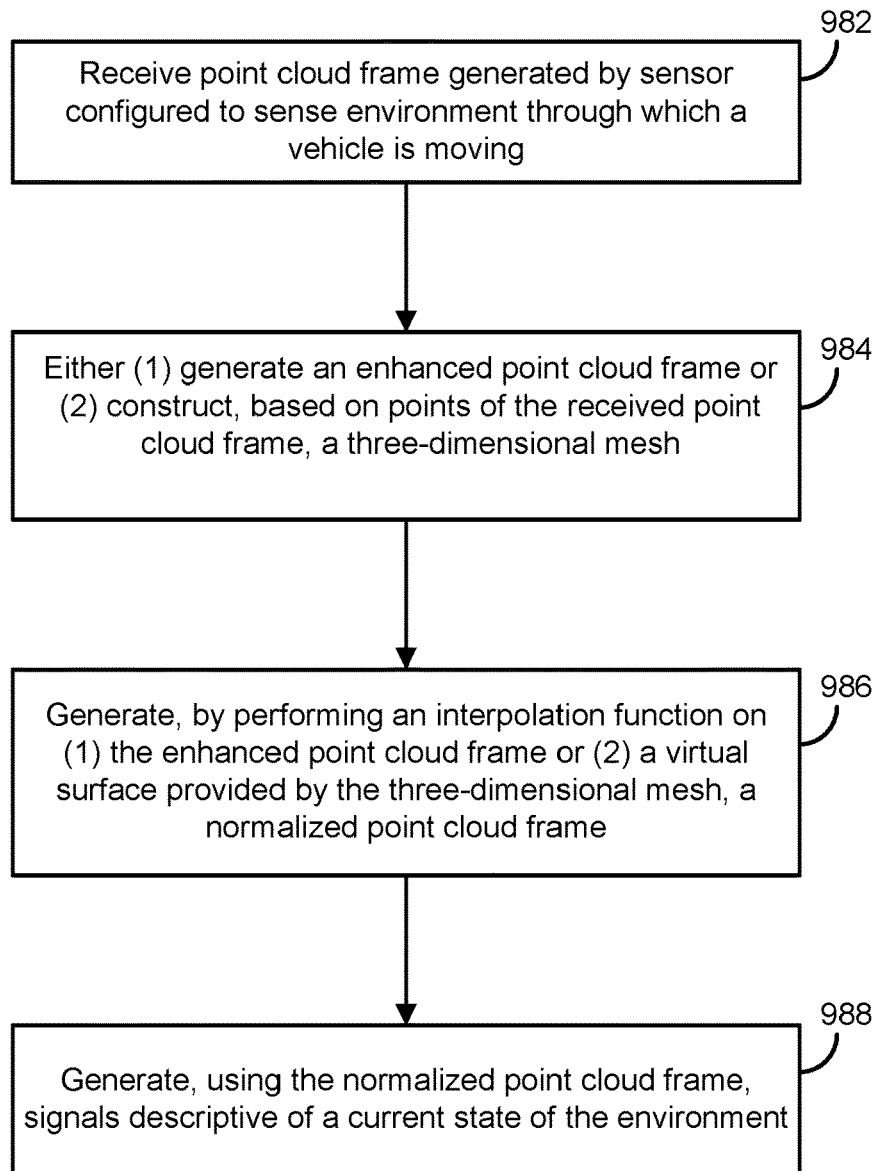 982
Receive point cloud frame generated by sensor
configured to sense environment through which a
vehicle is moving
984
Either (1) generate an enhanced point cloud frame or
(2) construct, based on points of the received point
cloud frame, a three-dimensional mesh
986
Generate, by performing an interpolation function on
(1) the enhanced point cloud frame or (2) a virtual
surface provided by the three-dimensional mesh, a
normalized point cloud frame
988
Generate, using the normalized point cloud frame,
signals descriptive of a current state of the environment